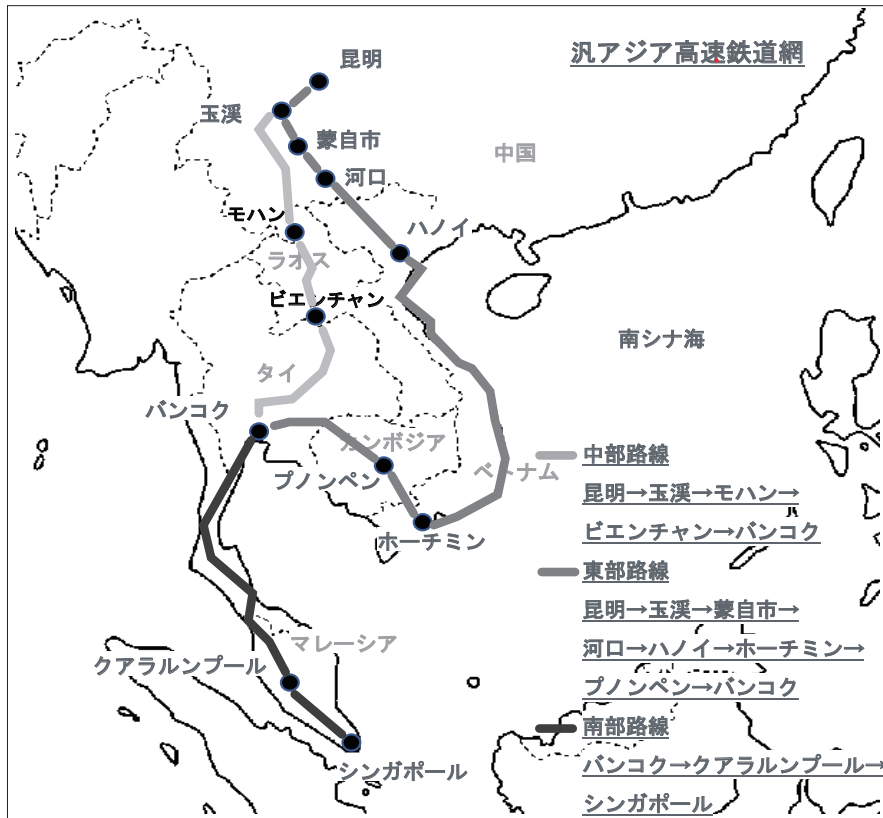 汎アジア高速鉄道網
昆明
玉溪
蒙自市
中国
河口
モハン
ハノイ
ラオス
ビエンチャン
南シナ海
タイ
バンコク
カンボジア
プノンペン
ベトナム
ホーチミン
マレーシア
クアラルンプール
シンガポール
中部路線
昆明→玉溪→モハン→
ビエンチャン→バンコク
東部路線
昆明→玉溪→蒙自市→
河口→ハノイ→ホーチミン→
プノンペン→バンコク
南部路線
バンコク→クアラルンプール→
シンガポール